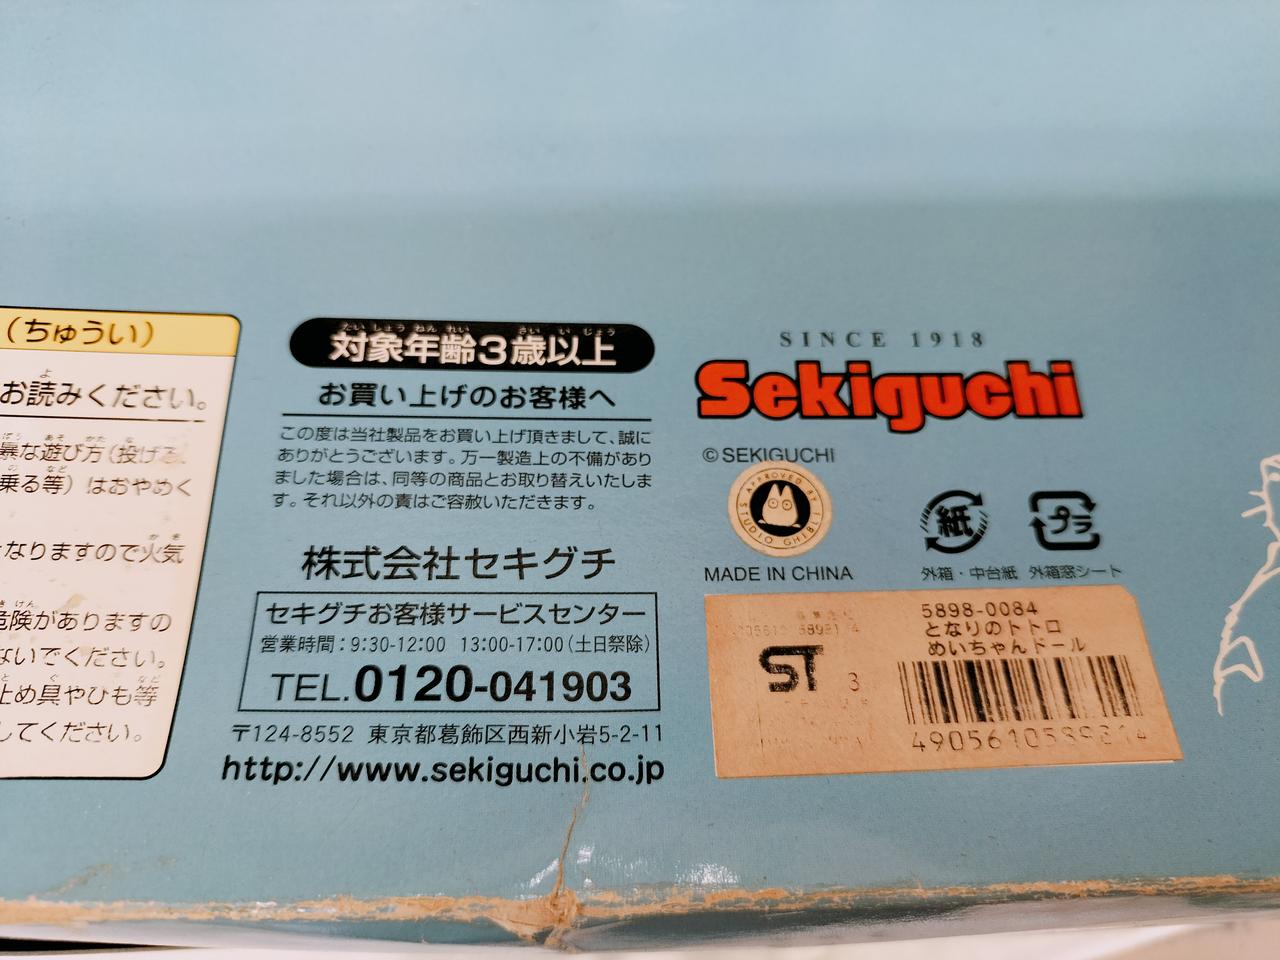 (ちゅうい)
お読みください。
な遊び方(投げる、
乗る等)はおやめく
なりますので火気
危険がありますの
ないでください。
止め具やひも等
してください。
対象年齢3歳以上
お買い上げのお客様へ
この度は当社製品をお買い上げ頂きまして、誠に
ありがとうございます。万一製造上の不備があり
ました場合は、同等の商品とお取り替えいたしま
す。それ以外の責はご容赦いただきます。
株式会社セキグチ
セキグチお客様サービスセンター
営業時間:9:30-12:00 13:00-17:00(土日祭除)
TEL.0120-041903
〒124-8552 東京都葛飾区西新小岩5-2-11
http://www.sekiguchi.co.jp
SINCE 1918
Sekiguchi
©SEKIGUCHI
APPROVED BY
STUDIO GHIBLI
MADE IN CHINA
紙
外箱・中台紙
プラ
外箱窓シート
ST 3
5898-0084
となりのトトロ
めいちゃんドール